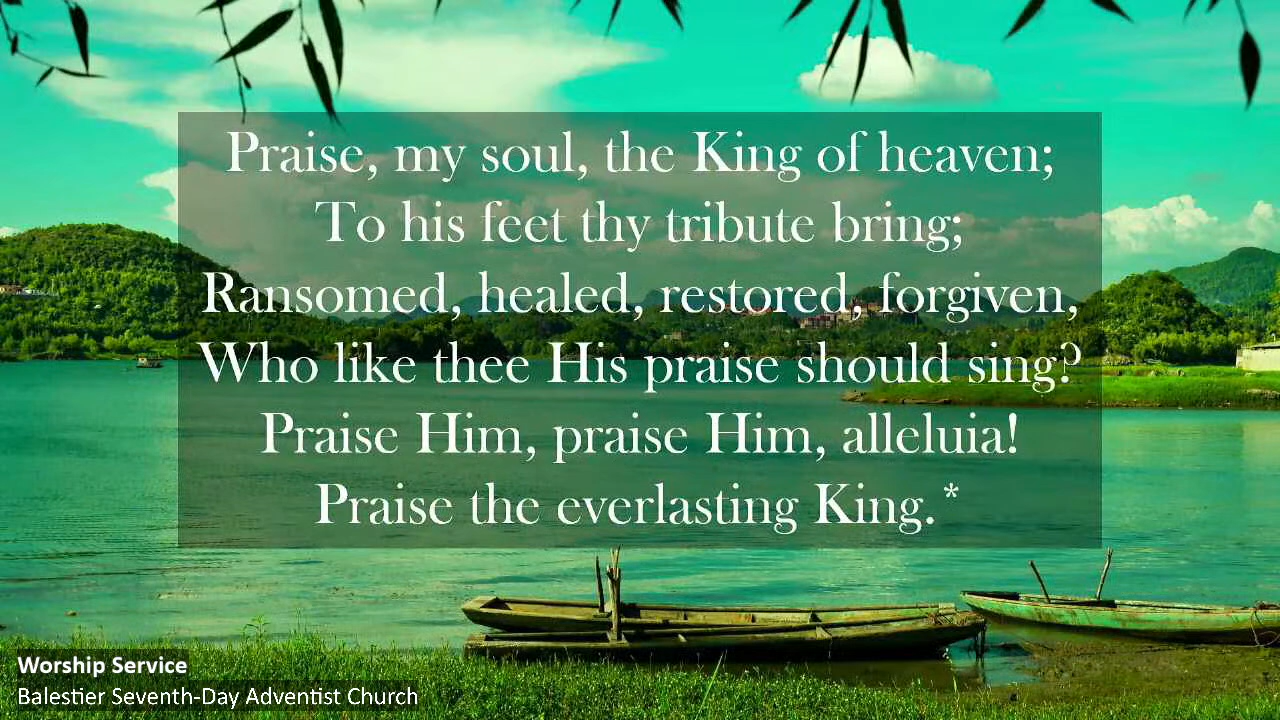 Praise, my soul, the King of heaven;
To his feet thy tribute bring;
Ransomed, healed, restored, forgiven,
Who like thee His praise should sing?
Praise Him, praise Him, alleluia!
Praise the everlasting King.*
Worship Service
Balestier Seventh-Day Adventist Church